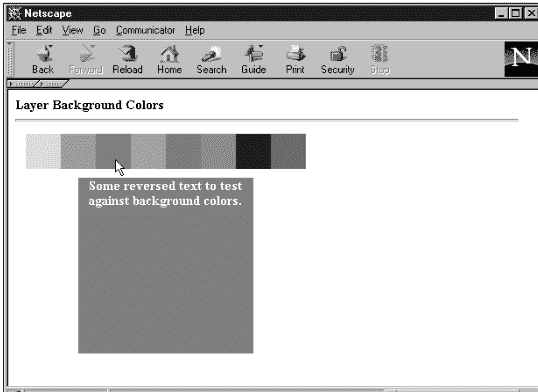 Netscape
File Edit View Go Communicator Help
Back Forward Reload Home Search Guide Print Security Stop
N
Layer Background Colors
Some reversed text to test
against background colors.